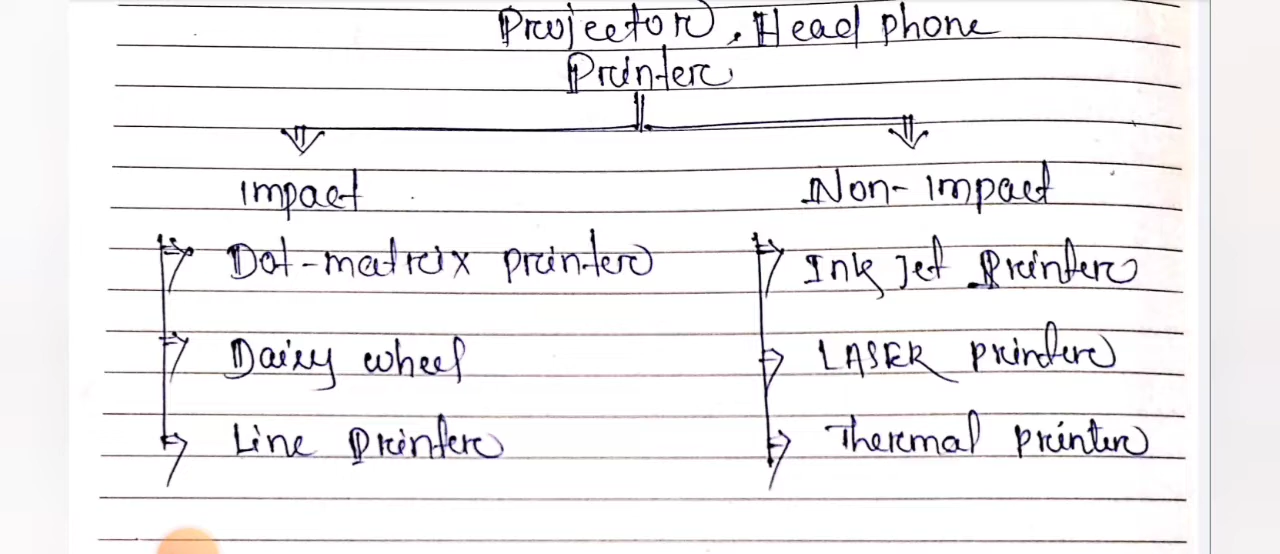 Projector, Head phone
Printer
Impact
Non-Impact
Dot-matrix printer
Ink Jet Printer
Daisy wheel
LASER printer
Line Printer
Thermal printer